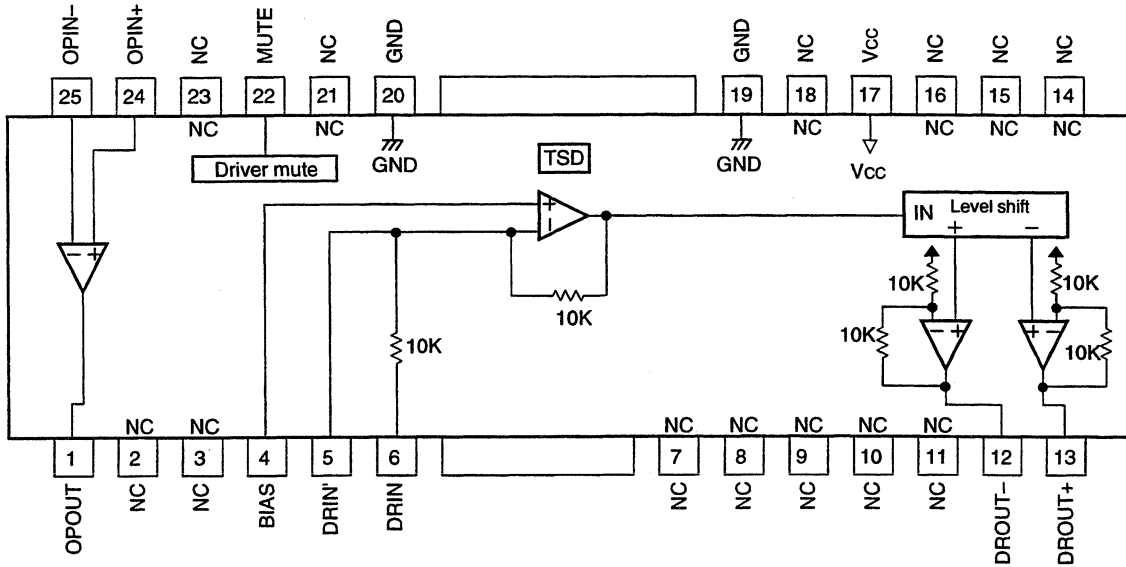 OPIN− OPIN+ NC MUTE NC GND GND NC Vcc NC NC NC
25 24 23 22 21 20 19 18 17 16 15 14
NC NC NC NC NC NC
GND GND Vcc
Driver mute
TSD
+
−
IN Level shift
+ −
10K 10K
10K
− +
10K − + + − 10K
10K
NC NC NC NC NC NC NC
1 2 3 4 5 6 7 8 9 10 11 12 13
OPOUT NC NC BIAS DRIN' DRIN NC NC NC NC NC DROUT− DROUT+